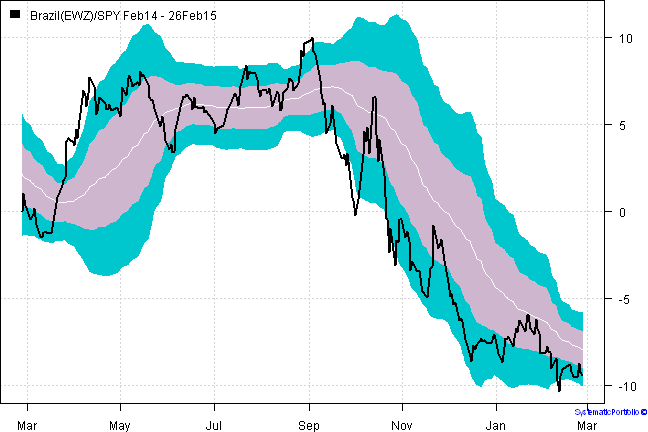 Brazil(EWZ)/SPY Feb14 - 26Feb15
10
5
0
-5
-10
SystematicPortfolio ©
Mar May Jul Sep Nov Jan Mar